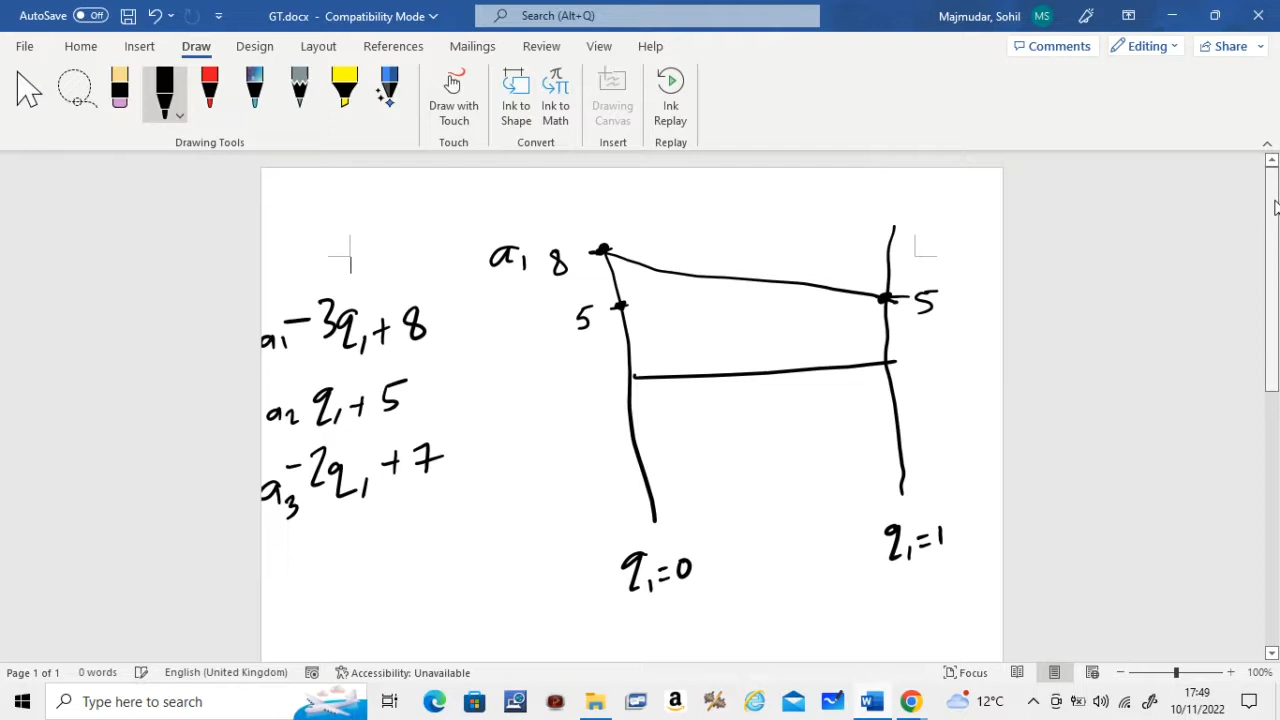 AutoSave Off GT.docx - Compatibility Mode Search (Alt+Q) Majmudar, Sohil MS
File Home Insert Draw Design Layout References Mailings Review View Help Comments Editing Share
Draw with Touch Ink to Shape Ink to Math Drawing Canvas Ink Replay
Drawing Tools Touch Convert Insert Replay
a1 8
5
5
a1 -3q1 + 8
a2 q1 + 5
a3 -2q1 + 7
q1=0
q1=1
Page 1 of 1 0 words English (United Kingdom) Accessibility: Unavailable Focus 100%
Type here to search 12°C 17:49
10/11/2022